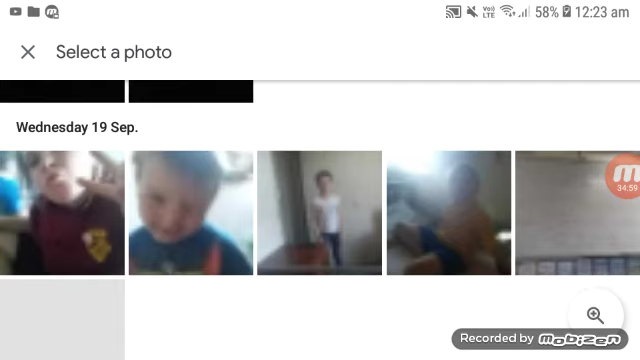 58% 12:23 am
Select a photo
Wednesday 19 Sep.
34:59
Recorded by mobizen